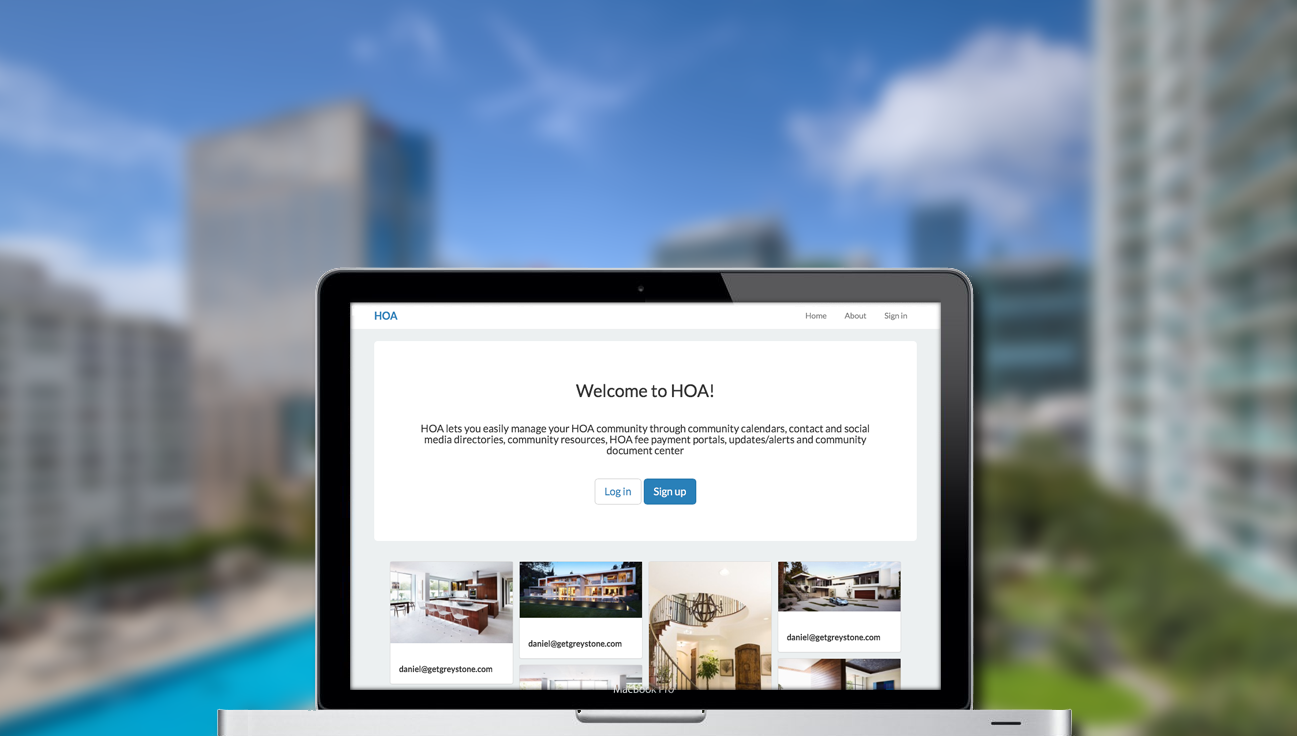 HOA
Home About Sign in
Welcome to HOA!
HOA lets you easily manage your HOA community through community calendars, contact and social
media directories, community resources, HOA fee payment portals, updates/alerts and community
document center
Log in Sign up
daniel@getgreystone.com
daniel@getgreystone.com
daniel@getgreystone.com
MacBook Pro